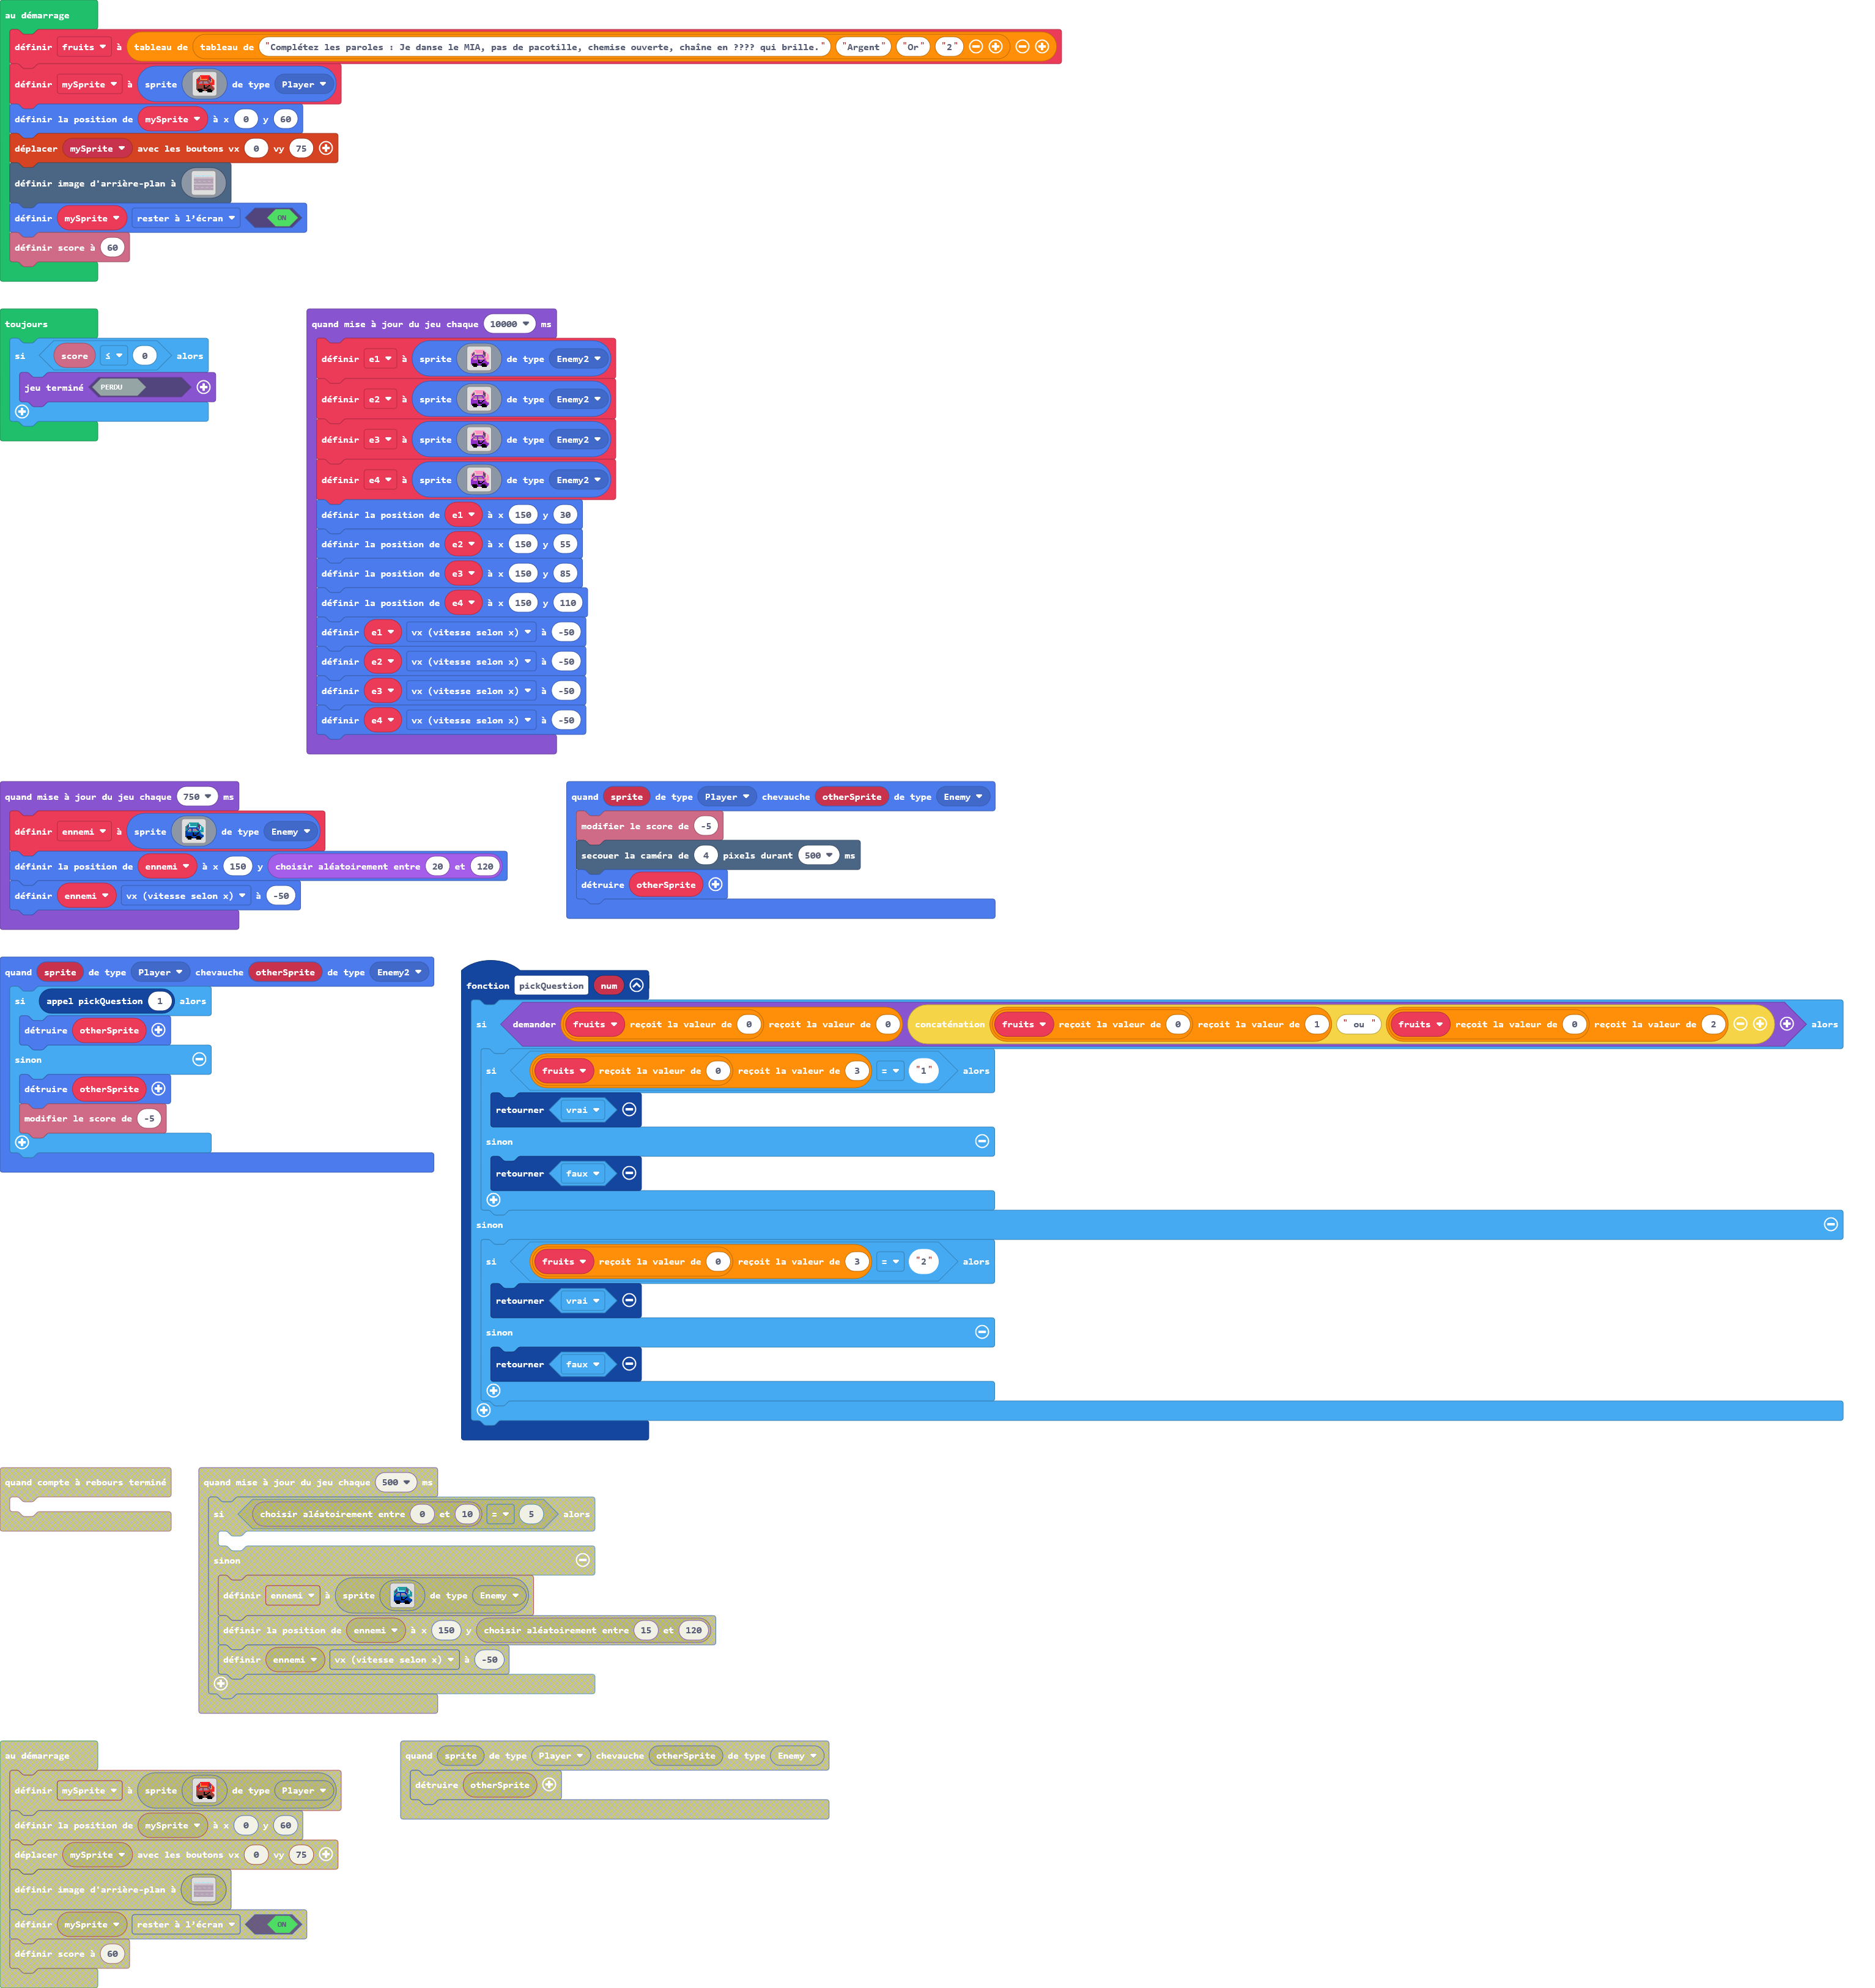 au démarrage
définir fruits à tableau de tableau de "Complétez les paroles : Je danse le MIA, pas de pacotille, chemise ouverte, chaîne en ???? qui brille." "Argent" "Or" "2"
définir mySprite à sprite de type Player
définir la position de mySprite à x 0 y 60
déplacer mySprite avec les boutons vx 0 vy 75
définir image d'arrière-plan à
définir mySprite rester à l'écran ON
définir score à 60
toujours
si score ≤ 0 alors
jeu terminé PERDU
quand mise à jour du jeu chaque 10000 ms
définir e1 à sprite de type Enemy2
définir e2 à sprite de type Enemy2
définir e3 à sprite de type Enemy2
définir e4 à sprite de type Enemy2
définir la position de e1 à x 150 y 30
définir la position de e2 à x 150 y 55
définir la position de e3 à x 150 y 85
définir la position de e4 à x 150 y 110
définir e1 vx (vitesse selon x) à -50
définir e2 vx (vitesse selon x) à -50
définir e3 vx (vitesse selon x) à -50
définir e4 vx (vitesse selon x) à -50
quand mise à jour du jeu chaque 750 ms
définir ennemi à sprite de type Enemy
définir la position de ennemi à x 150 y choisir aléatoirement entre 20 et 120
définir ennemi vx (vitesse selon x) à -50
quand sprite de type Player chevauche otherSprite de type Enemy
modifier le score de -5
secouer la caméra de 4 pixels durant 500 ms
détruire otherSprite
quand sprite de type Player chevauche otherSprite de type Enemy2
si appel pickQuestion 1 alors
détruire otherSprite
sinon
détruire otherSprite
modifier le score de -5
fonction pickQuestion num
si demander fruits reçoit la valeur de 0 reçoit la valeur de 0 concaténation fruits reçoit la valeur de 0 reçoit la valeur de 1 " ou " fruits reçoit la valeur de 0 reçoit la valeur de 2 alors
si fruits reçoit la valeur de 0 reçoit la valeur de 3 = "1" alors
retourner vrai
sinon
retourner faux
sinon
si fruits reçoit la valeur de 0 reçoit la valeur de 3 = "2" alors
retourner vrai
sinon
retourner faux
quand compte à rebours terminé
quand mise à jour du jeu chaque 500 ms
si choisir aléatoirement entre 0 et 10 = 5 alors
sinon
définir ennemi à sprite de type Enemy
définir la position de ennemi à x 150 y choisir aléatoirement entre 15 et 120
définir ennemi vx (vitesse selon x) à -50
au démarrage
définir mySprite à sprite de type Player
définir la position de mySprite à x 0 y 60
déplacer mySprite avec les boutons vx 0 vy 75
définir image d'arrière-plan à
définir mySprite rester à l'écran ON
définir score à 60
quand sprite de type Player chevauche otherSprite de type Enemy
détruire otherSprite